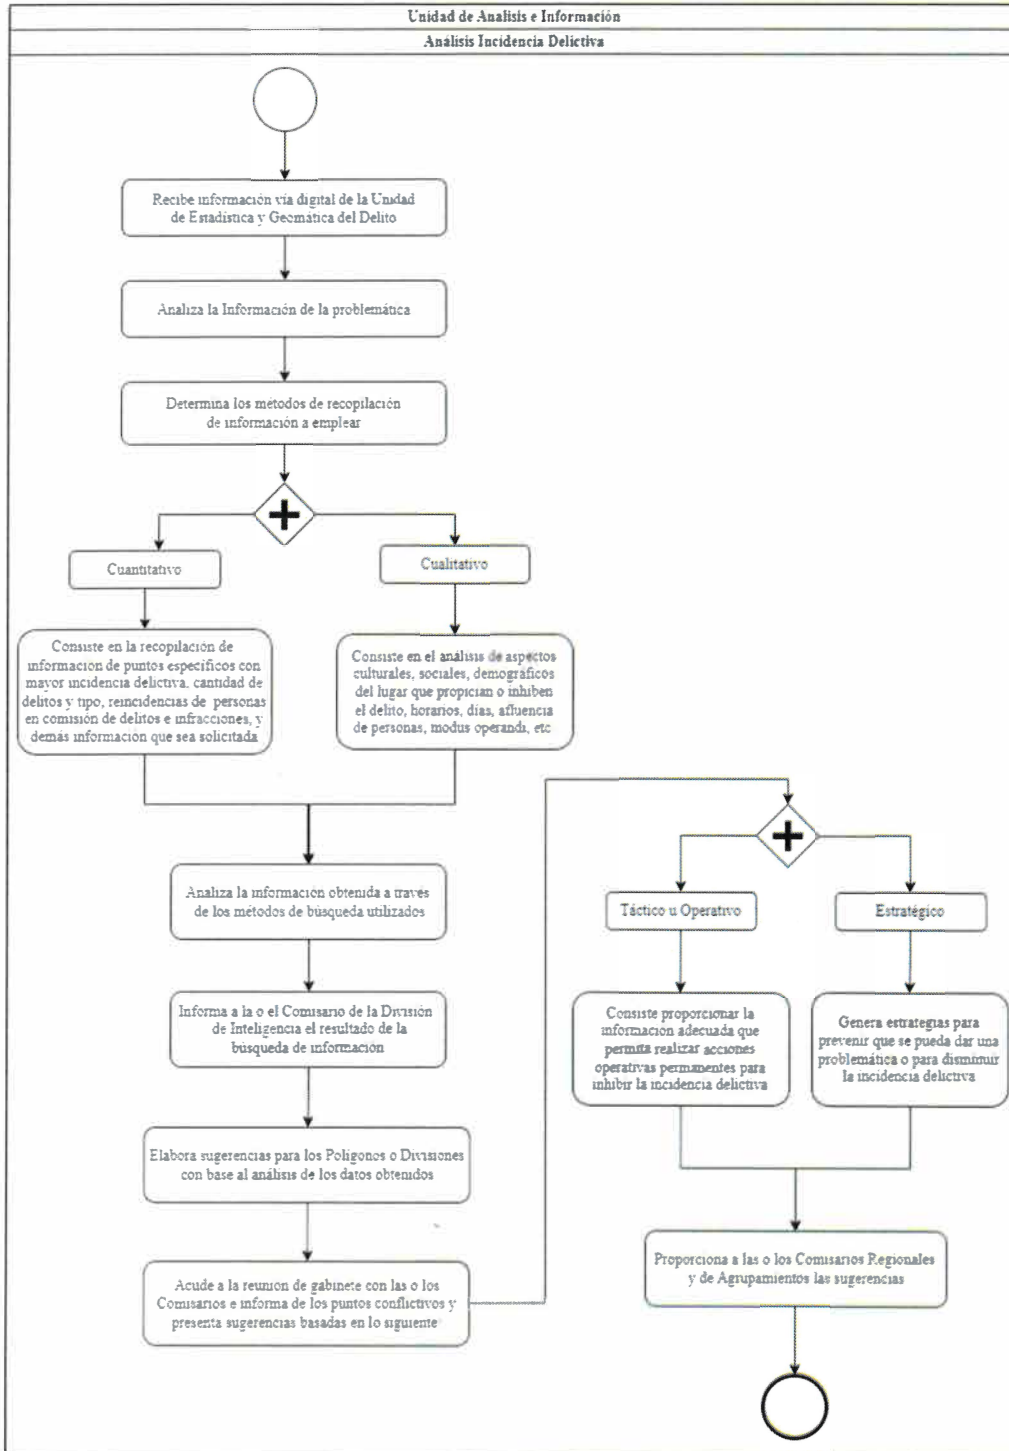 Unidad de Analisis e Información
Análisis Incidencia Delictiva
Recibe información vía digital de la Unidad
de Estadística y Geomática del Delito
Analiza la Información de la problemática
Determina los métodos de recopilación
de información a emplear
Cuantitativo
Cualitativo
Consiste en la recopilación de
información de puntos específicos con
mayor incidencia delictiva, cantidad de
delitos y tipo, reincidencias de personas
en comisión de delitos e infracciones, y
demás información que sea solicitada
Consiste en el análisis de aspectos
culturales, sociales, demográficos
del lugar que propician o inhiben
el delito, horarios, días, afluencia
de personas, modus operandi, etc
Analiza la información obtenida a través
de los métodos de búsqueda utilizados
Informa a la o el Comisario de la División
de Inteligencia el resultado de la
búsqueda de información
Elabora sugerencias para los Polígonos o Divisiones
con base al análisis de los datos obtenidos
Acude a la reunión de gabinete con las o los
Comisarios e informa de los puntos conflictivos y
presenta sugerencias basadas en lo siguiente
Táctico u Operativo
Estratégico
Consiste proporcionar la
información adecuada que
permita realizar acciones
operativas permanentes para
inhibir la incidencia delictiva
Genera estrategias para
prevenir que se pueda dar una
problemática o para disminuir
la incidencia delictiva
Proporciona a las o los Comisarios Regionales
y de Agrupamientos las sugerencias